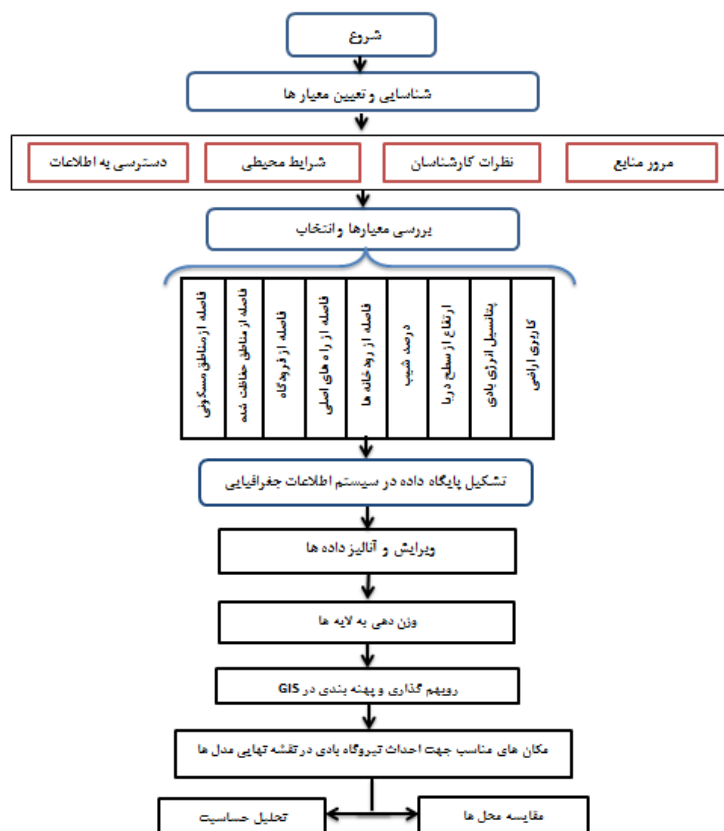 شروع
شناسایی و تعیین معیار ها
مرور منابع
نظرات کارشناسان
شرایط محیطی
دسترسی به اطلاعات
بررسی معیارها و انتخاب
کاربری اراضی
پتانسیل انرژی بادی
ارتفاع از سطح دریا
درصد شیب
فاصله از رودخانه ها
فاصله از راه های اصلی
فاصله از فرودگاه
فاصله از مناطق حفاظت شده
فاصله از مناطق مسکونی
تشکیل پایگاه داده در سیستم اطلاعات جغرافیایی
ویرایش و آنالیز داده ها
وزن دهی به لایه ها
رویهم گذاری و پهنه بندی در GIS
مکان های مناسب جهت احداث نیروگاه بادی در نقشه نهایی مدل ها
مقایسه محل ها
تحلیل حساسیت